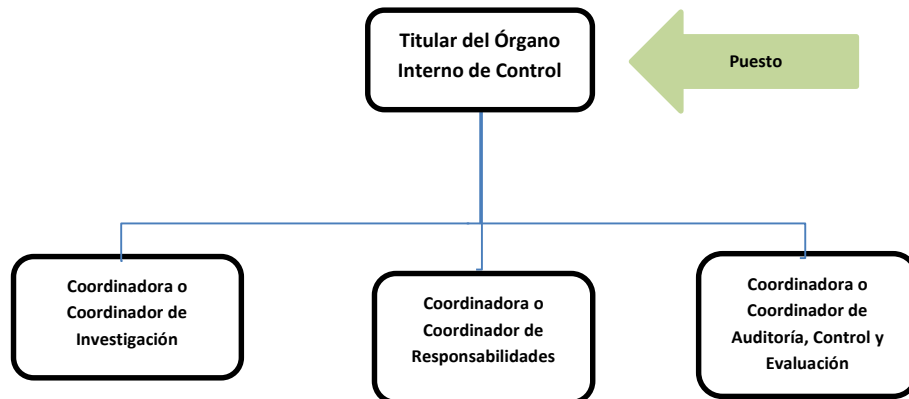 Titular del Órgano
Interno de Control
Puesto
Coordinadora o
Coordinador de
Investigación
Coordinadora o
Coordinador de
Responsabilidades
Coordinadora o
Coordinador de
Auditoría, Control y
Evaluación